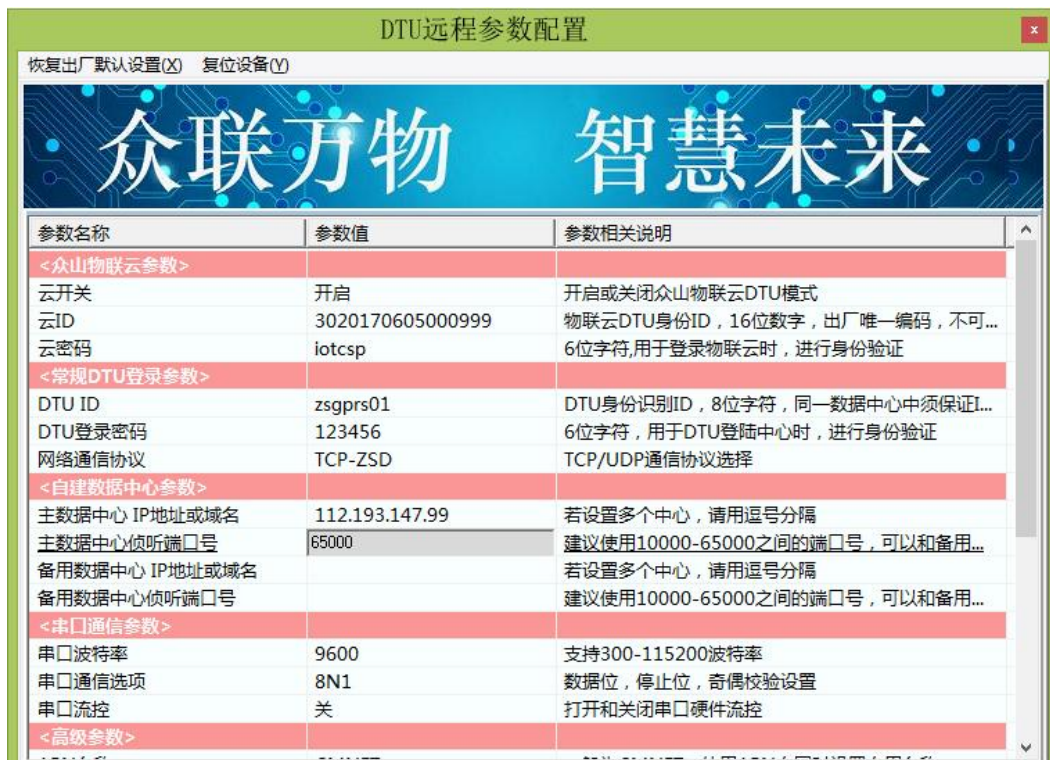 DTU远程参数配置
x
恢复出厂默认设置(X) 复位设备(Y)
众联万物 智慧未来
参数名称 参数值 参数相关说明
<众山物联云参数>
云开关 开启 开启或关闭众山物联云DTU模式
云ID 3020170605000999 物联云DTU身份ID，16位数字，出厂唯一编码，不可...
云密码 iotcsp 6位字符,用于登录物联云时，进行身份验证
<常规DTU登录参数>
DTU ID zsgprs01 DTU身份识别ID，8位字符，同一数据中心中须保证I...
DTU登录密码 123456 6位字符，用于DTU登陆中心时，进行身份验证
网络通信协议 TCP-ZSD TCP/UDP通信协议选择
<自建数据中心参数>
主数据中心 IP地址或域名 112.193.147.99 若设置多个中心，请用逗号分隔
主数据中心侦听端口号 65000 建议使用10000-65000之间的端口号，可以和备用...
备用数据中心 IP地址或域名 若设置多个中心，请用逗号分隔
备用数据中心侦听端口号 建议使用10000-65000之间的端口号，可以和备用...
<串口通信参数>
串口波特率 9600 支持300-115200波特率
串口通信选项 8N1 数据位，停止位，奇偶校验设置
串口流控 关 打开和关闭串口硬件流控
<高级参数>